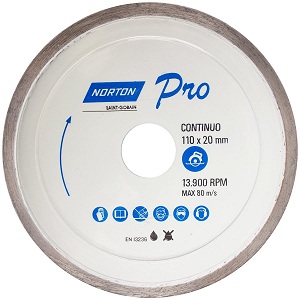 NORTON
SAINT-GOBAIN
Pro
CONTINUO
110 x 20 mm
13.900 RPM
MAX 80 m/s
EN 13236